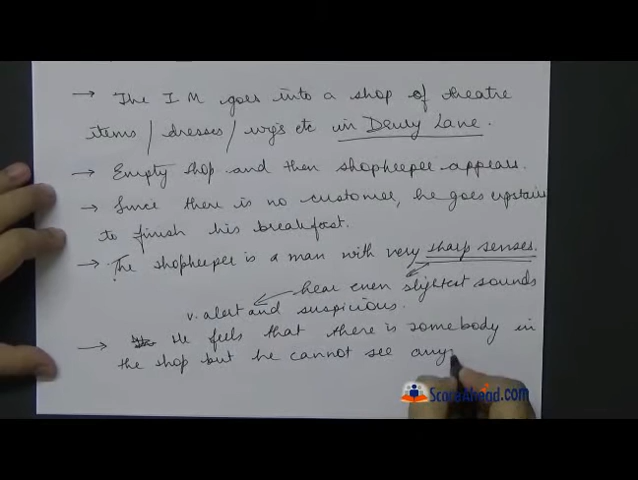 → The I M goes into a shop of theatre
items / dresses / wigs etc in Drury Lane.
→ Empty shop and then shopkeeper appears.
→ Since there is no customer, he goes upstairs
to finish his breakfast.
→ The shopkeeper is a man with very sharp senses.
hear even slightest sounds
v. alert and suspicious.
→ He feels that there is somebody in
the shop but he cannot see any
ScoreAhead.com